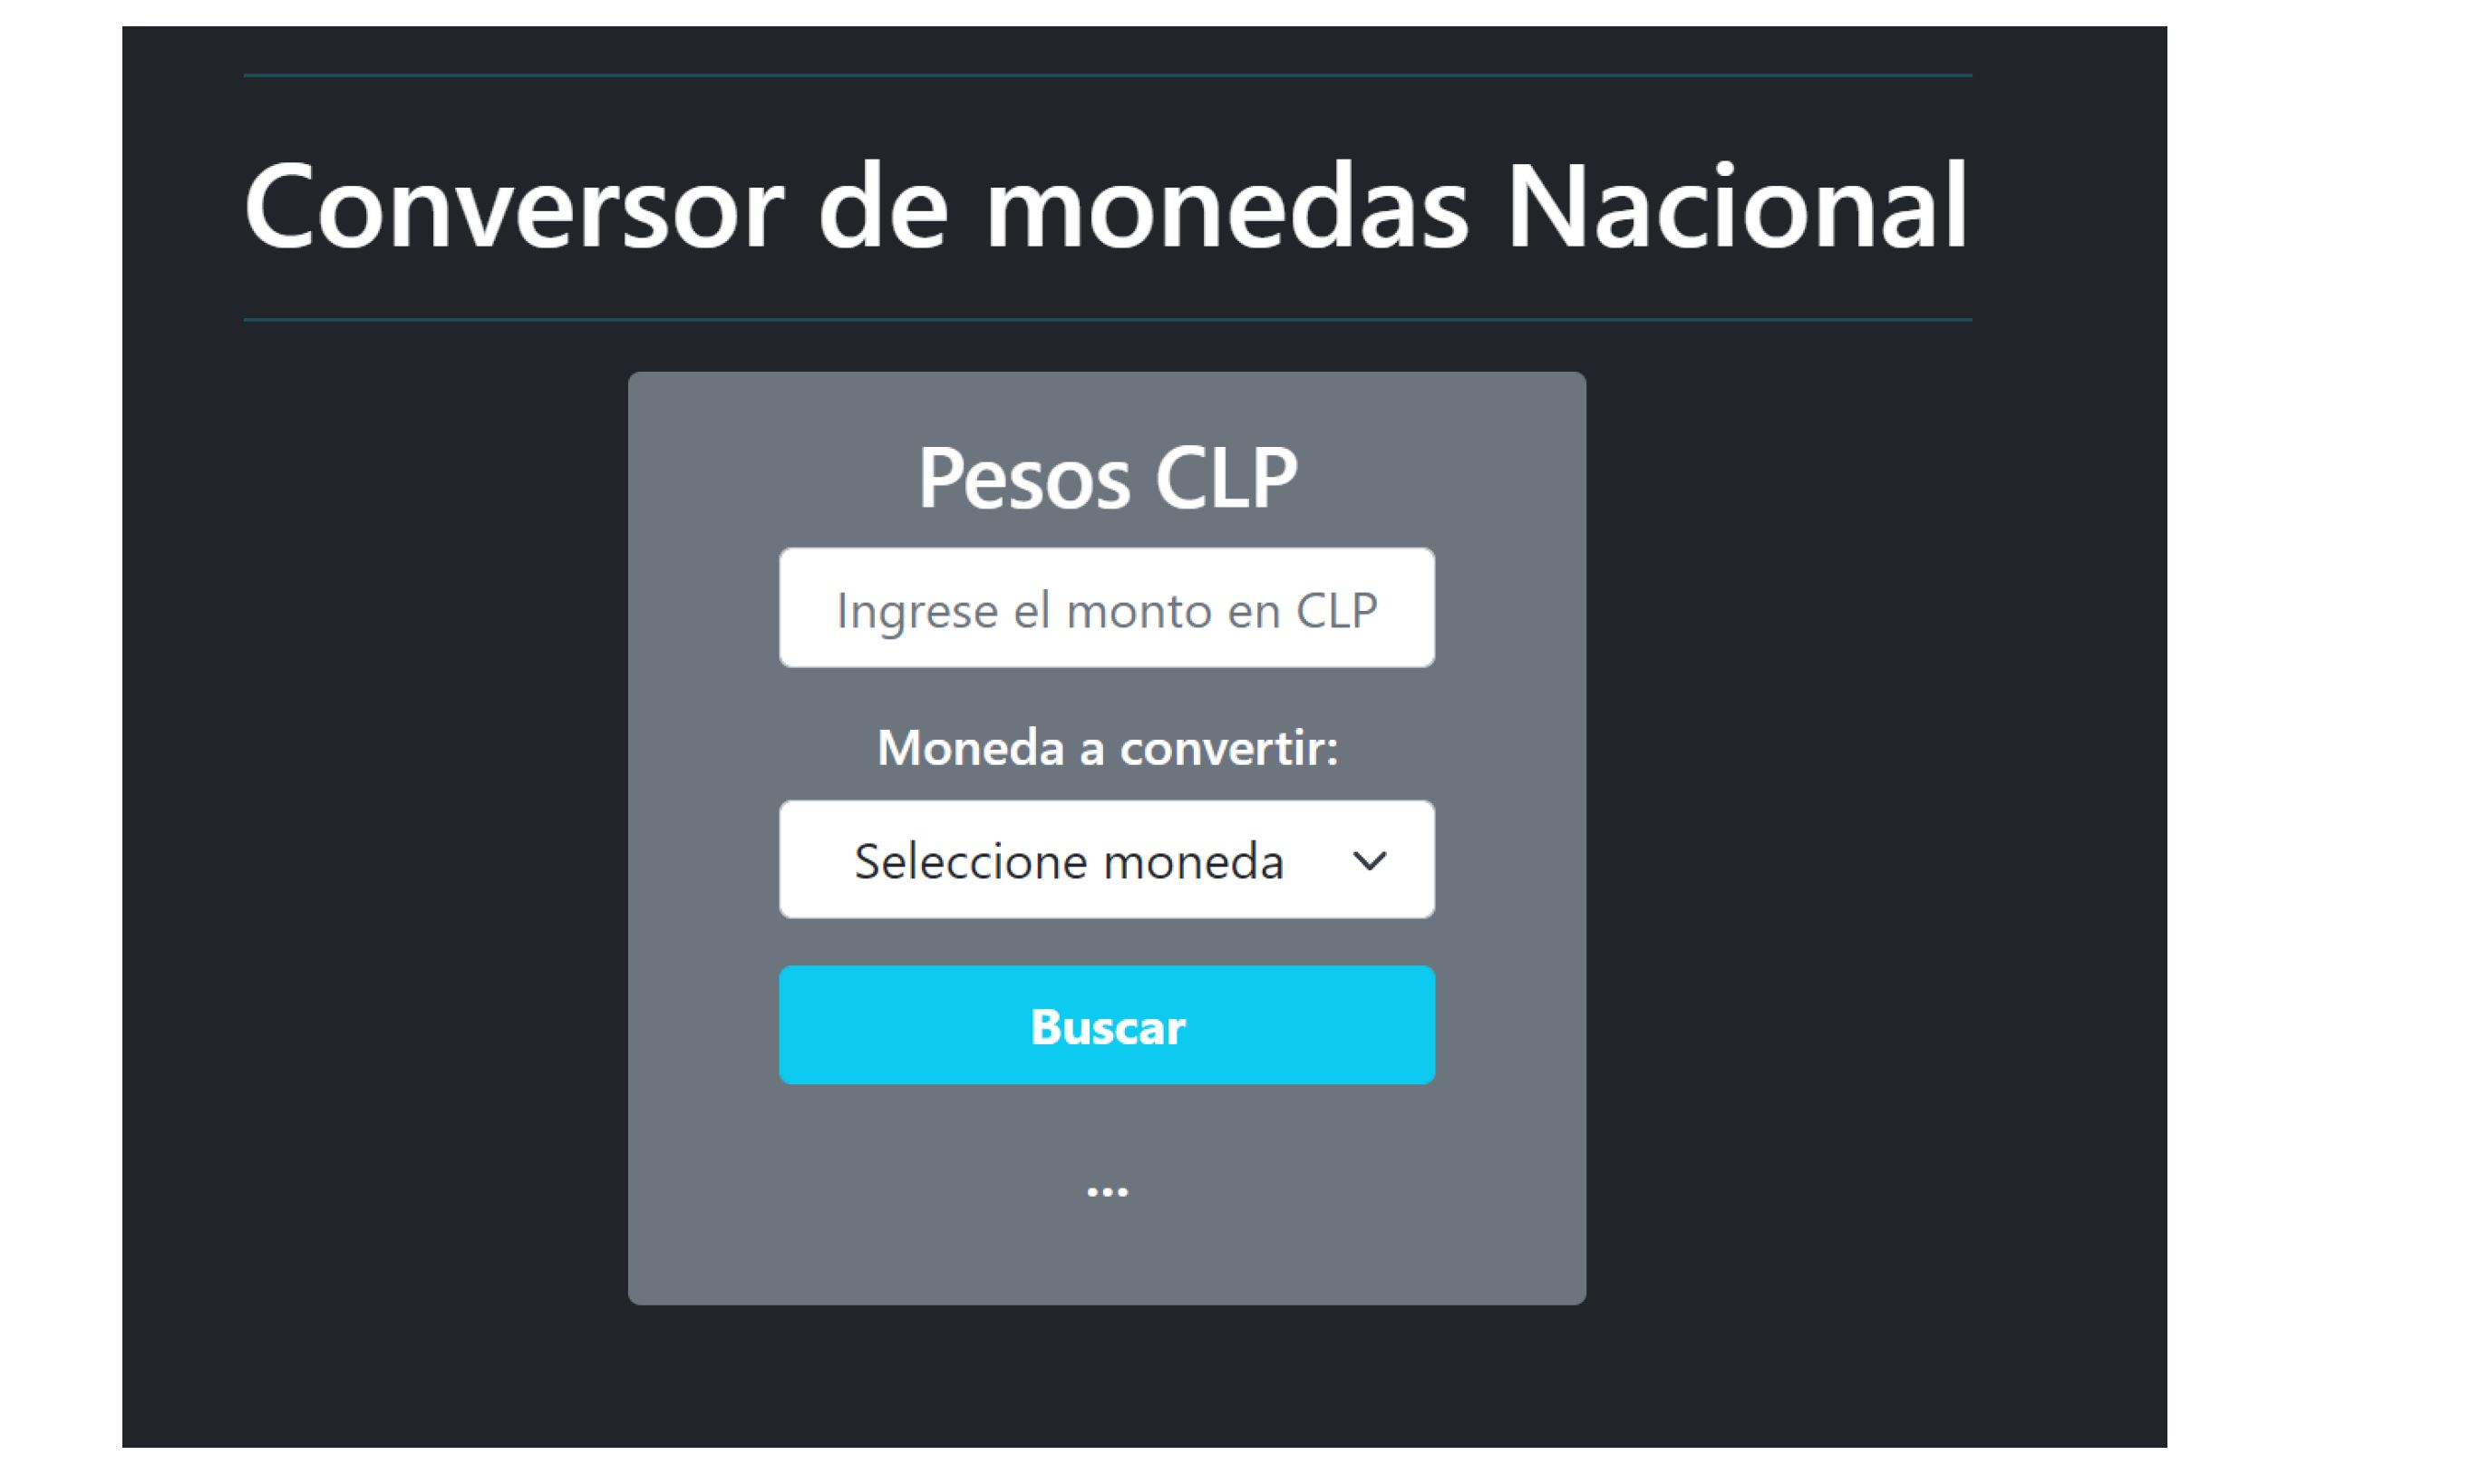 Conversor de monedas Nacional
Pesos CLP
Ingrese el monto en CLP
Moneda a convertir:
Seleccione moneda
Buscar
...